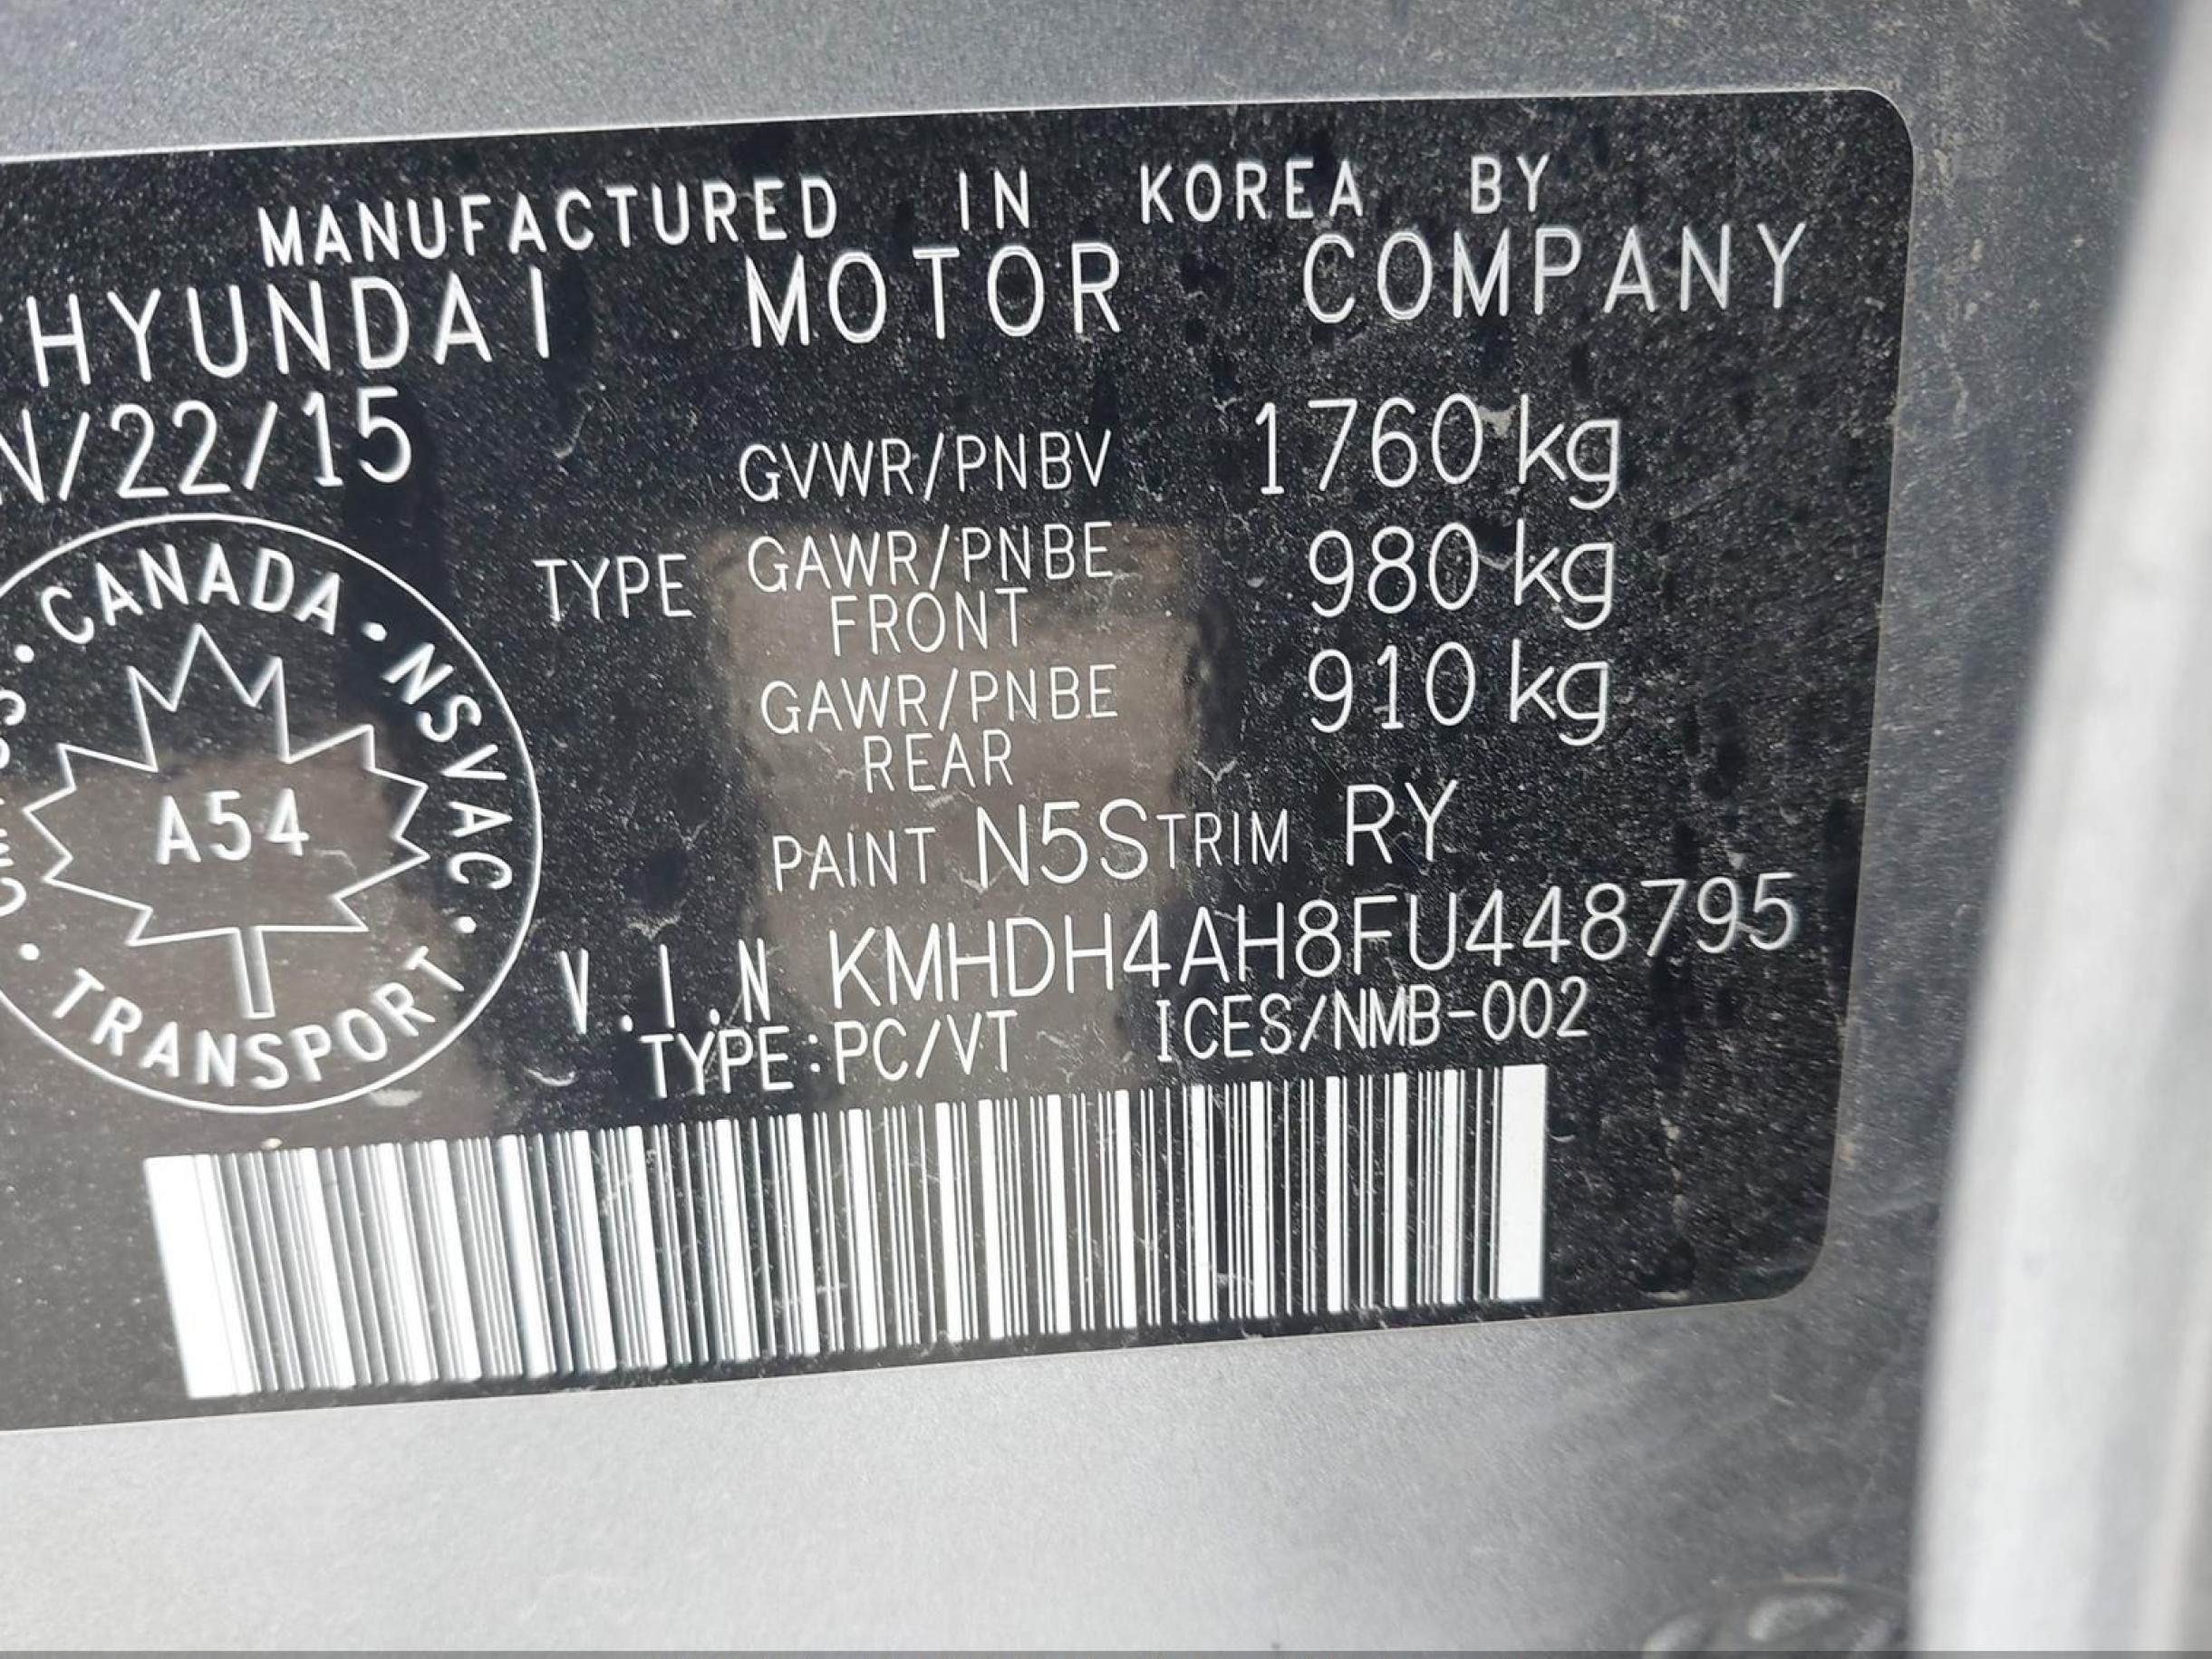 MANUFACTURED IN KOREA BY
HYUNDAI MOTOR COMPANY
N/22/15
GVWR/PNBV 1760 kg
TYPE GAWR/PNBE FRONT 980 kg
GAWR/PNBE REAR 910 kg
PAINT N5S TRIM RY
V.I.N KMHDH4AH8FU448795
TYPE:PC/VT ICES/NMB-002
CANADA · NSVAC ·
A54
· TRANSPORT